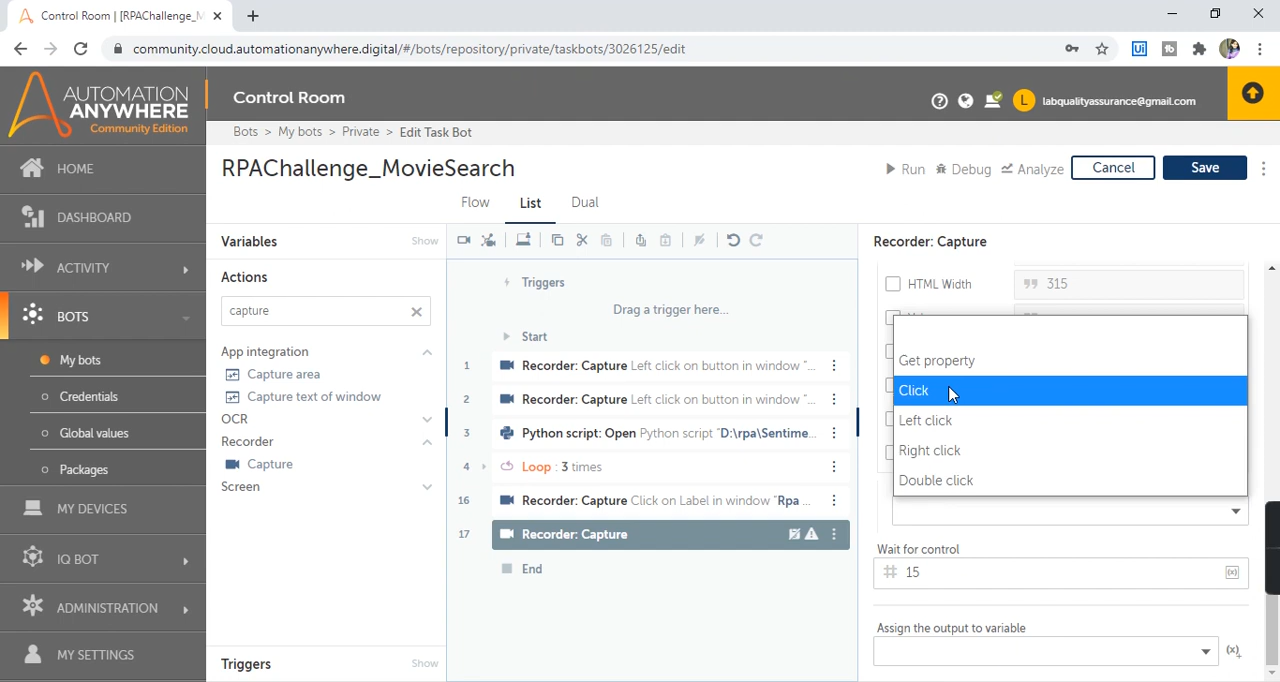 Control Room | [RPAChallenge_M
community.cloud.automationanywhere.digital/#/bots/repository/private/taskbots/3026125/edit
AUTOMATION
ANYWHERE
Community Edition
Control Room
L labqualityassurance@gmail.com
Bots > My bots > Private > Edit Task Bot
RPAChallenge_MovieSearch
Run Debug Analyze Cancel Save
Flow List Dual
HOME
DASHBOARD
ACTIVITY
BOTS
My bots
Credentials
Global values
Packages
MY DEVICES
IQ BOT
ADMINISTRATION
MY SETTINGS
Variables Show
Actions
capture
App integration
Capture area
Capture text of window
OCR
Recorder
Capture
Screen
Triggers Show
Triggers
Drag a trigger here...
Start
1 Recorder: Capture Left click on button in window "...
2 Recorder: Capture Left click on button in window "...
3 Python script: Open Python script "D:\rpa\Sentime...
4 Loop : 3 times
16 Recorder: Capture Click on Label in window "Rpa ...
17 Recorder: Capture
End
Recorder: Capture
HTML Width 315
Get property
Click
Left click
Right click
Double click
Wait for control
15
Assign the output to variable